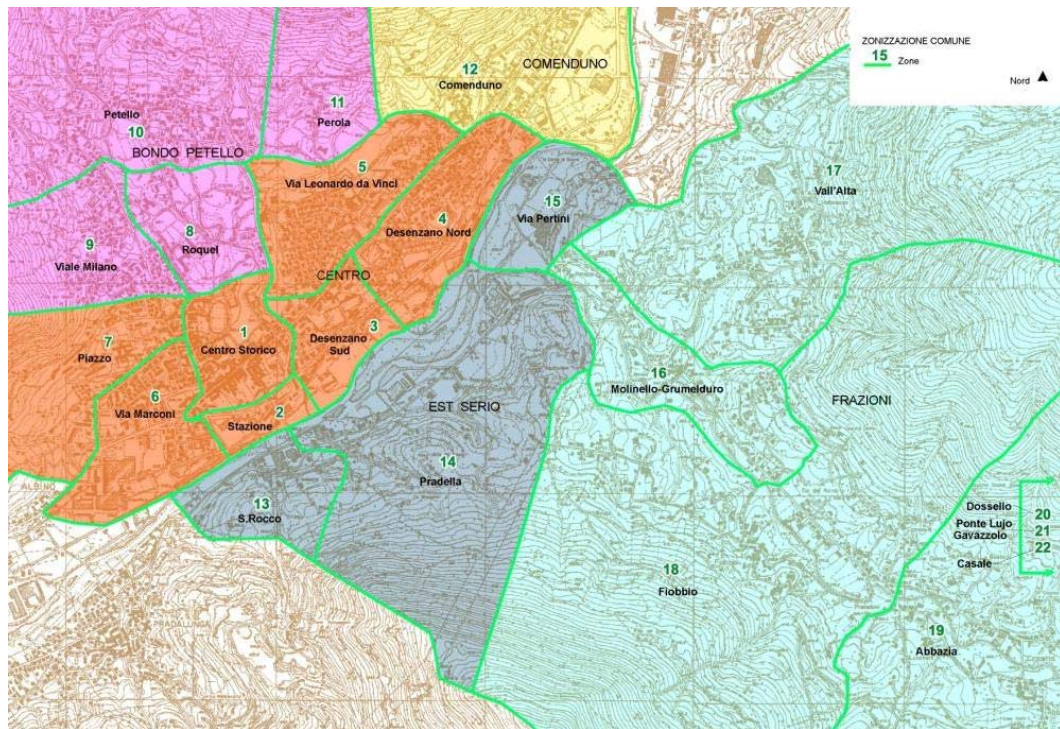 ZONIZZAZIONE COMUNE
15 Zone
Nord
12
Comenduno
COMENDUNO
11
Perola
Petello
10
BONDO PETELLO
5
Via Leonardo da Vinci
17
Vall'Alta
4
Desenzano Nord
15
Via Pertini
9
Viale Milano
8
Roquel
CENTRO
7
Piazzo
1
Centro Storico
3
Desenzano
Sud
6
Via Marconi
2
Stazione
16
Molinello-Grumelduro
EST SERIO
FRAZIONI
14
Pradella
13
S.Rocco
ALBINO
Dossello
20
Ponte Lujo
21
Gavazzolo
22
Casale
18
Fiobbio
19
Abbazia